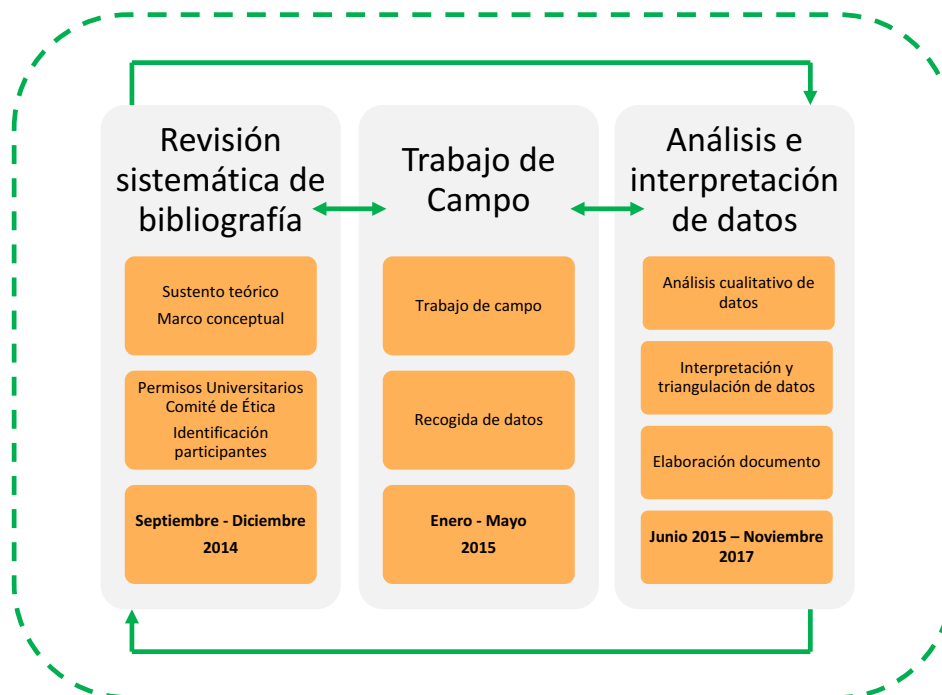 Revisión
sistemática de
bibliografía
Sustento teórico
Marco conceptual
Permisos Universitarios
Comité de Ética
Identificación
participantes
Septiembre - Diciembre
2014
Trabajo de
Campo
Trabajo de campo
Recogida de datos
Enero - Mayo
2015
Análisis e
interpretación
de datos
Análisis cualitativo de
datos
Interpretación y
triangulación de datos
Elaboración documento
Junio 2015 – Noviembre
2017